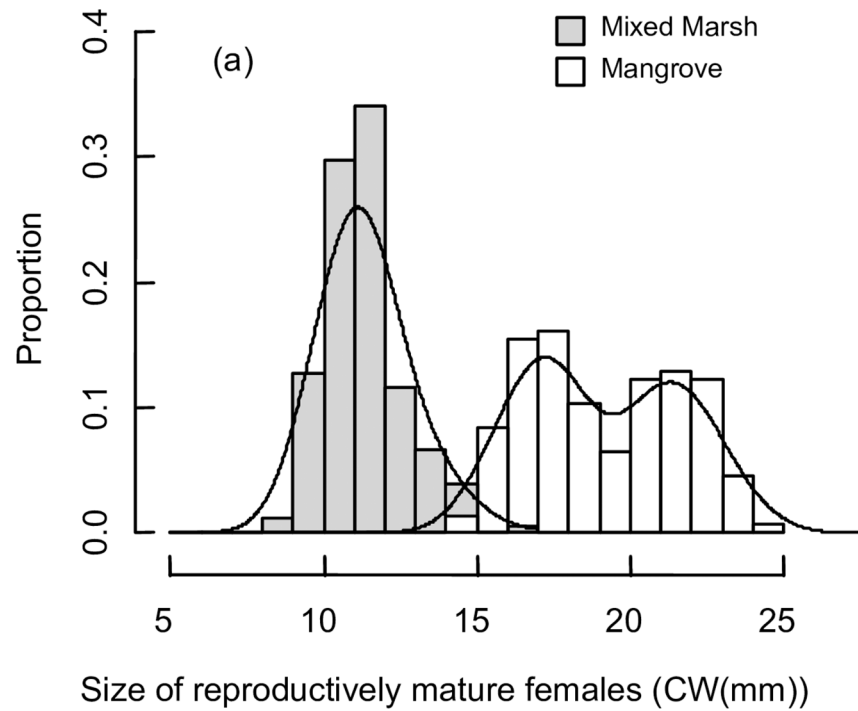 (a)
Mixed Marsh
Mangrove
Proportion
0.4
0.3
0.2
0.1
0.0
5 10 15 20 25
Size of reproductively mature females (CW(mm))